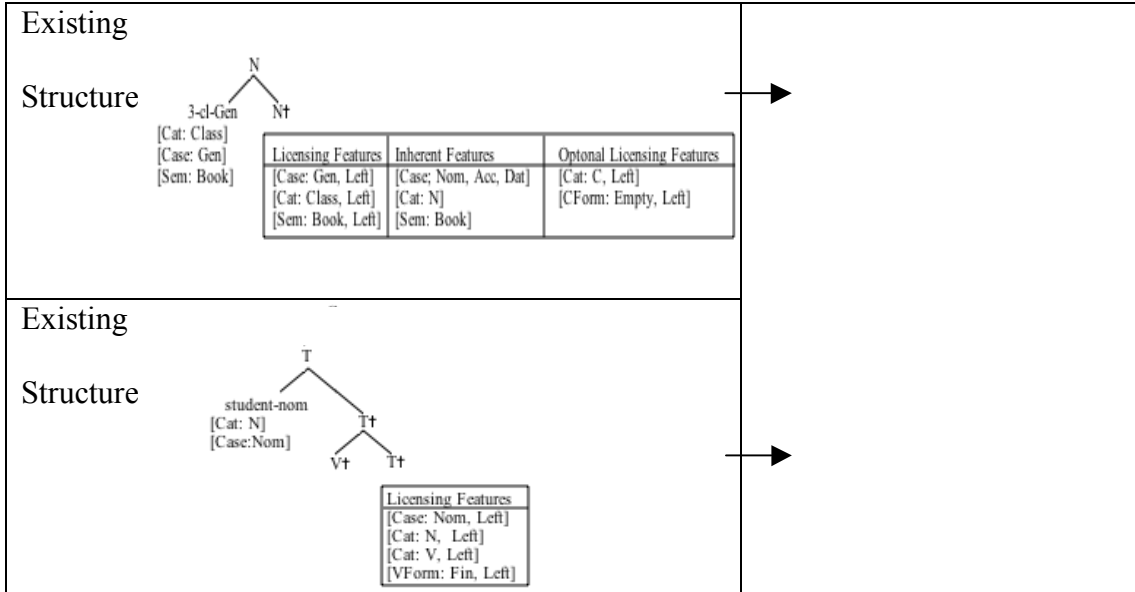 Existing
Structure
N
3-cl-Gen N†
[Cat: Class]
[Case: Gen]
[Sem: Book]
Licensing Features Inherent Features Optonal Licensing Features
[Case: Gen, Left] [Case; Nom, Acc, Dat] [Cat: C, Left]
[Cat: Class, Left] [Cat: N] [CForm: Empty, Left]
[Sem: Book, Left] [Sem: Book]
Existing
Structure
T
student-nom
[Cat: N] T†
[Case:Nom]
V† T†
Licensing Features
[Case: Nom, Left]
[Cat: N, Left]
[Cat: V, Left]
[VForm: Fin, Left]